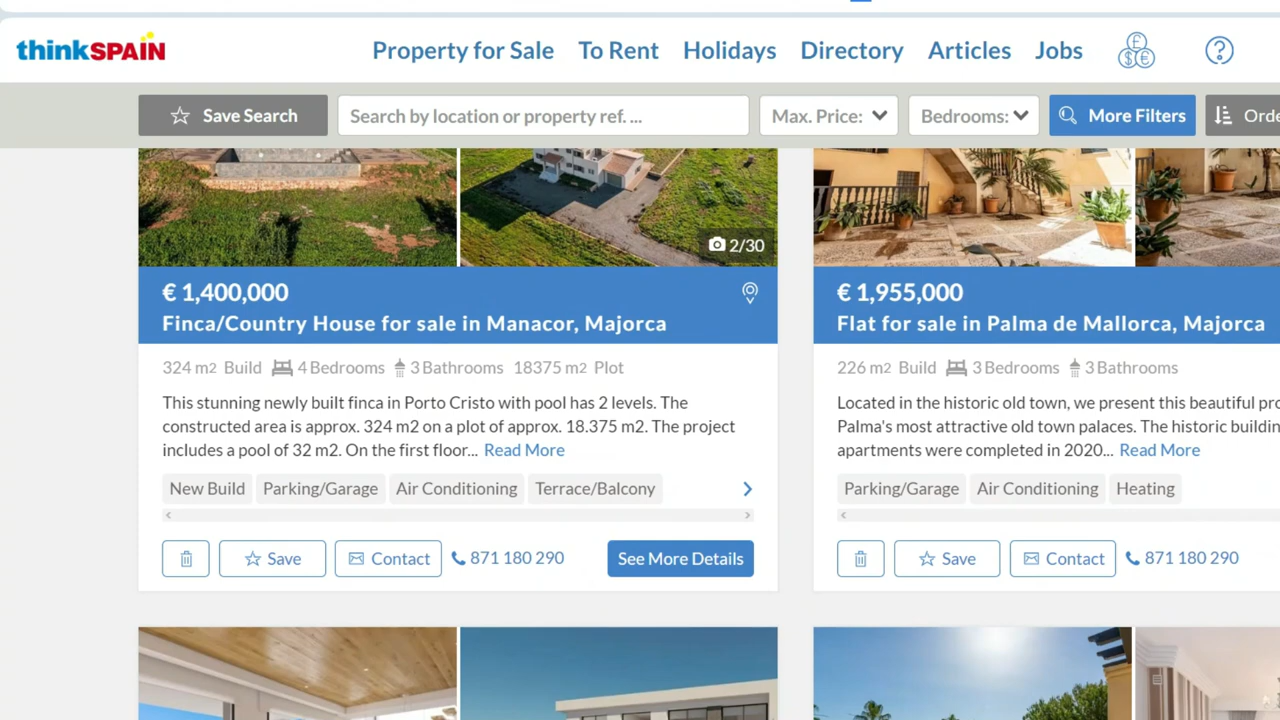 thinkSPAIN
Property for Sale To Rent Holidays Directory Articles Jobs
Save Search Search by location or property ref. ... Max. Price: Bedrooms: More Filters
2/30
€ 1,400,000
Finca/Country House for sale in Manacor, Majorca
324 m2 Build 4 Bedrooms 3 Bathrooms 18375 m2 Plot
This stunning newly built finca in Porto Cristo with pool has 2 levels. The
constructed area is approx. 324 m2 on a plot of approx. 18.375 m2. The project
includes a pool of 32 m2. On the first floor... Read More
New Build Parking/Garage Air Conditioning Terrace/Balcony
Save Contact 871 180 290 See More Details
€ 1,955,000
Flat for sale in Palma de Mallorca, Majorca
226 m2 Build 3 Bedrooms 3 Bathrooms
Located in the historic old town, we present this beautiful
Palma's most attractive old town palaces. The historic
apartments were completed in 2020... Read More
Parking/Garage Air Conditioning Heating
Save Contact 871 180 290